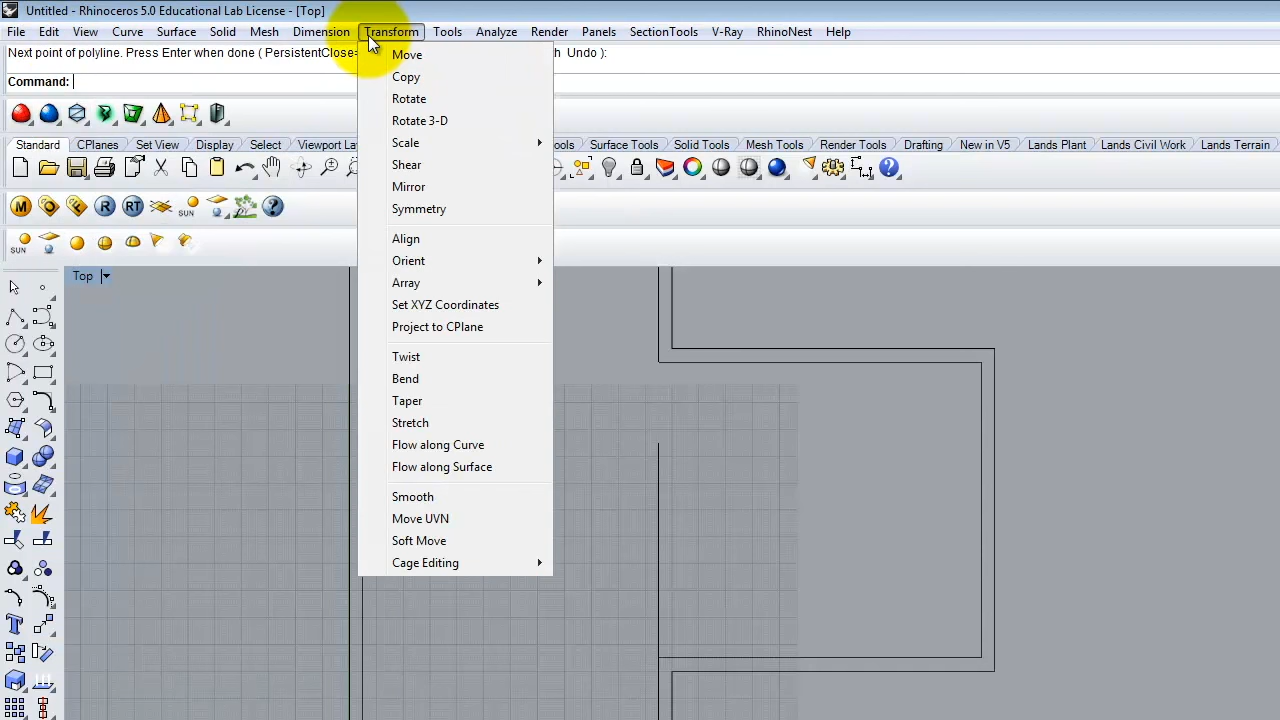 Untitled - Rhinoceros 5.0 Educational Lab License - [Top]
File Edit View Curve Surface Solid Mesh Dimension Transform Tools Analyze Render Panels SectionTools V-Ray RhinoNest Help
Next point of polyline. Press Enter when done ( PersistentClose= h Undo ):
Command:
Standard CPlanes Set View Display Select Viewport La ools Surface Tools Solid Tools Mesh Tools Render Tools Drafting New in V5 Lands Plant Lands Civil Work Lands Terrain
M O F R RT SUN ?
SUN
Top
Move
Copy
Rotate
Rotate 3-D
Scale
Shear
Mirror
Symmetry
Align
Orient
Array
Set XYZ Coordinates
Project to CPlane
Twist
Bend
Taper
Stretch
Flow along Curve
Flow along Surface
Smooth
Move UVN
Soft Move
Cage Editing